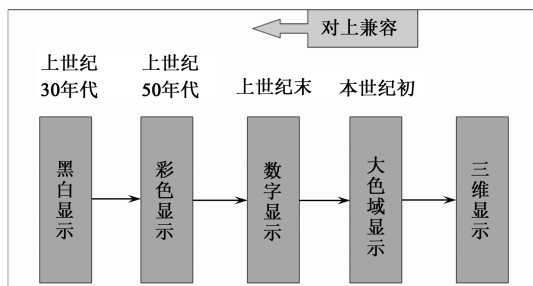 对上兼容
上世纪
30年代
上世纪
50年代
上世纪末
本世纪初
黑白显示
彩色显示
数字显示
大色域显示
三维显示